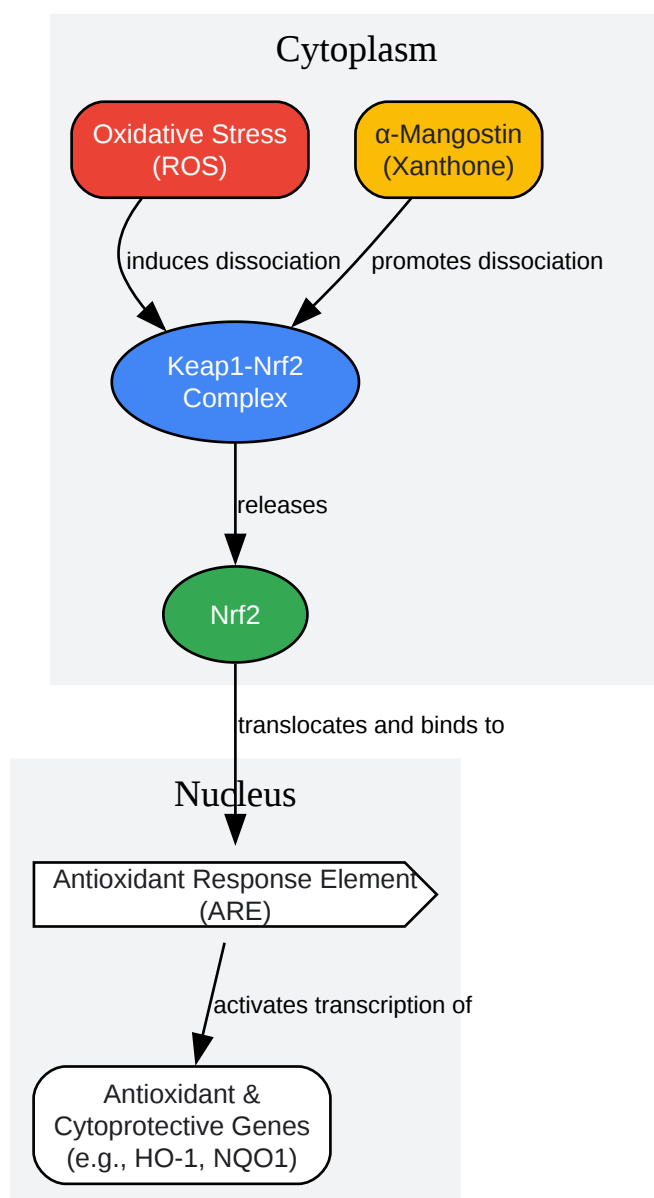 Cytoplasm
Oxidative Stress
(ROS)
α-Mangostin
(Xanthone)
induces dissociation
promotes dissociation
Keap1-Nrf2
Complex
releases
Nrf2
translocates and binds to
Nucleus
Antioxidant Response Element
(ARE)
activates transcription of
Antioxidant &
Cytoprotective Genes
(e.g., HO-1, NQO1)